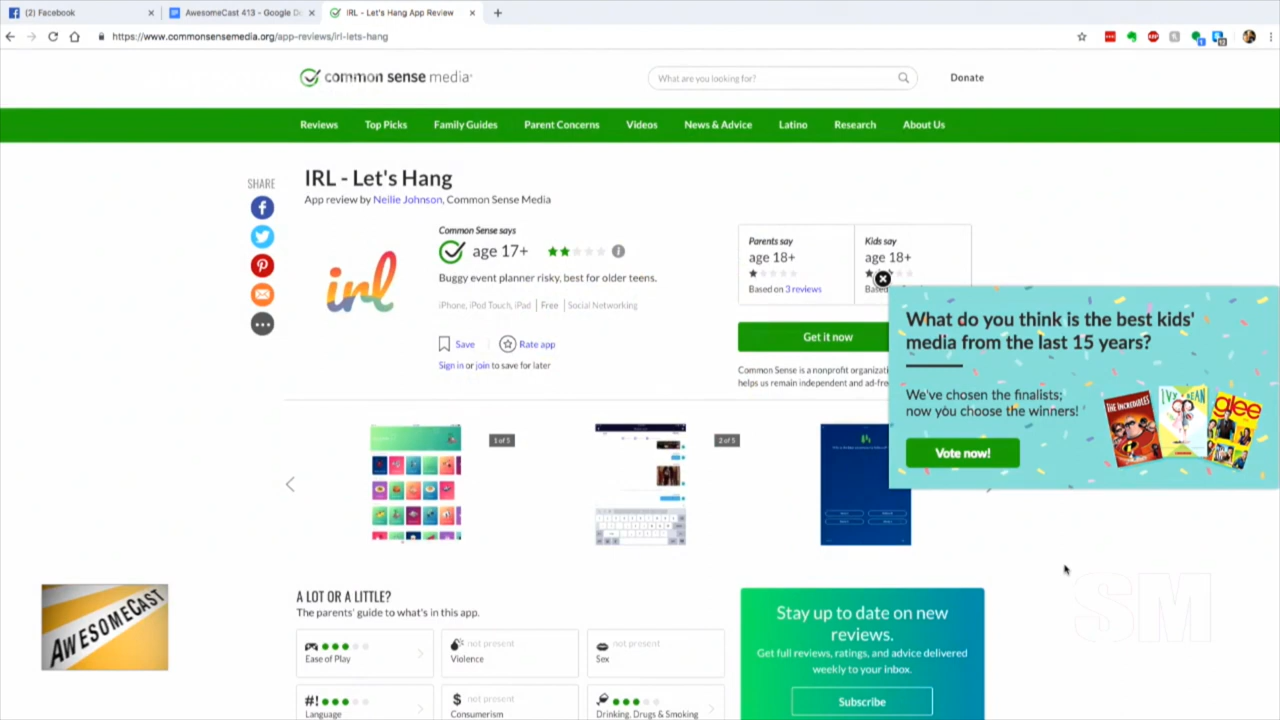 (2) Facebook
AwesomeCast 413 - Google Do
IRL - Let's Hang App Review
https://www.commonsensemedia.org/app-reviews/irl-lets-hang
common sense media
What are you looking for?
Donate
Reviews
Top Picks
Family Guides
Parent Concerns
Videos
News & Advice
Latino
Research
About Us
SHARE
IRL - Let's Hang
App review by Neilie Johnson, Common Sense Media
irl
Common Sense says
age 17+
Buggy event planner risky, best for older teens.
iPhone, iPod Touch, iPad | Free | Social Networking
Save
Rate app
Sign in or join to save for later
Parents say
age 18+
Based on 3 reviews
Kids say
age 18+
Based
Get it now
Common Sense is a nonprofit organizati
helps us remain independent and ad-fre
What do you think is the best kids'
media from the last 15 years?
We've chosen the finalists;
now you choose the winners!
Vote now!
THE INCREDIBLES
IVY + BEAN
glee
1 of 5
2 of 5
AWESOMECAST
SM
A LOT OR A LITTLE?
The parents' guide to what's in this app.
Ease of Play
not present
Violence
not present
Sex
#!
Language
$ not present
Consumerism
Drinking, Drugs & Smoking
Stay up to date on new
reviews.
Get full reviews, ratings, and advice delivered
weekly to your inbox.
Subscribe